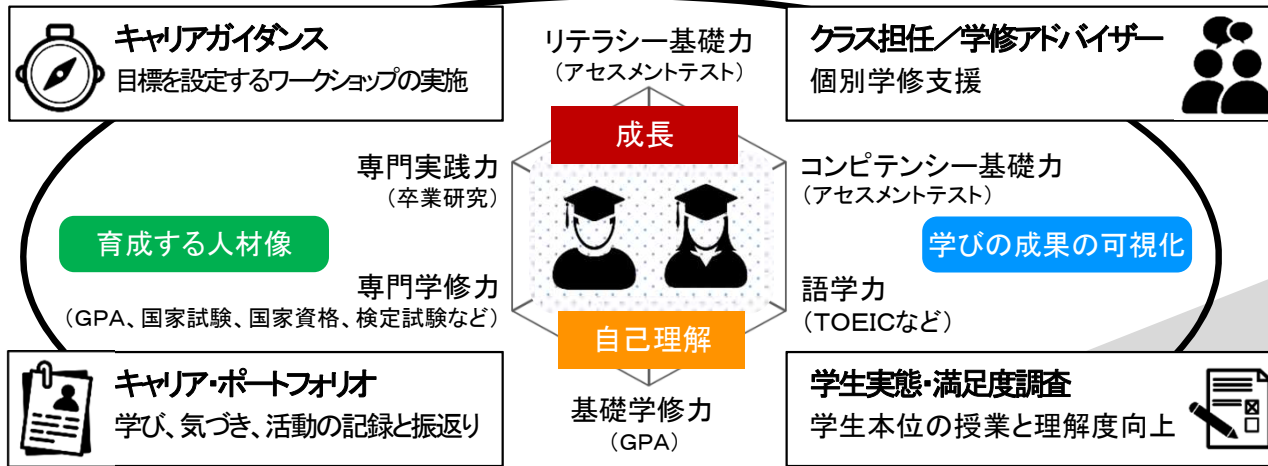 キャリアガイダンス
目標を設定するワークショップの実施
リテラシー基礎力
（アセスメントテスト）
クラス担任／学修アドバイザー
個別学修支援
成長
専門実践力
（卒業研究）
コンピテンシー基礎力
（アセスメントテスト）
育成する人材像
学びの成果の可視化
専門学修力
（GPA、国家試験、国家資格、検定試験など）
語学力
（TOEICなど）
自己理解
キャリア・ポートフォリオ
学び、気づき、活動の記録と振返り
基礎学修力
（GPA）
学生実態・満足度調査
学生本位の授業と理解度向上